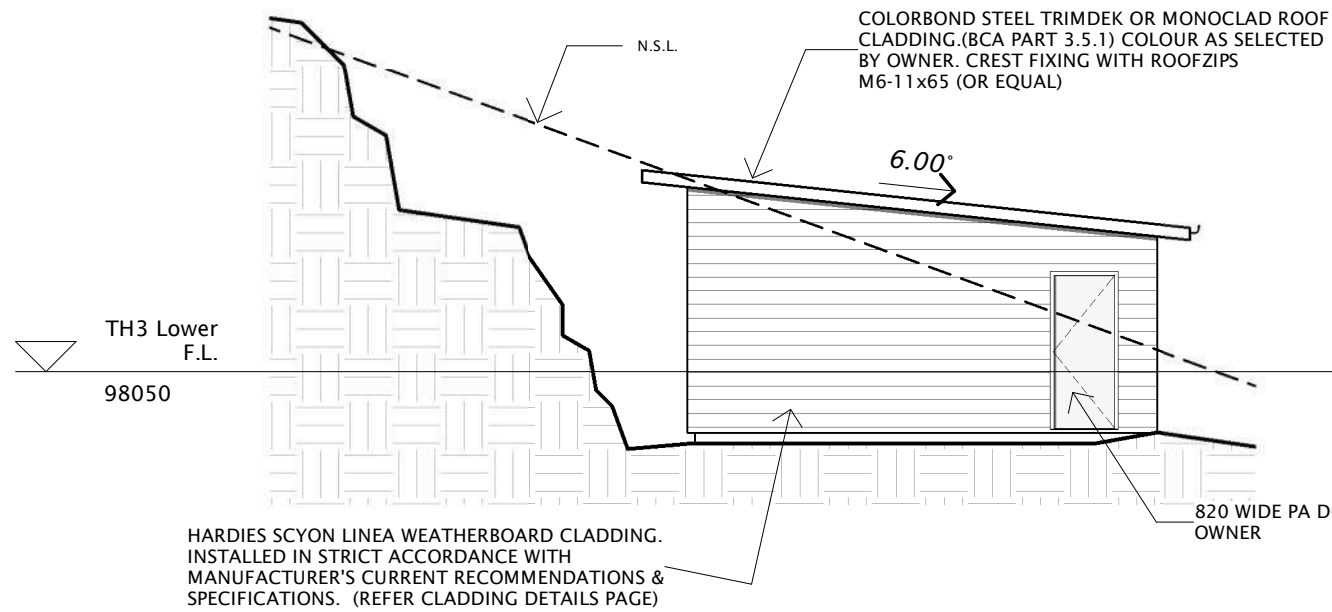 COLORBOND STEEL TRIMDEK OR MONOCLAD ROOF
CLADDING.(BCA PART 3.5.1) COLOUR AS SELECTED
BY OWNER. CREST FIXING WITH ROOFZIPS
M6-11x65 (OR EQUAL)
N.S.L.
6.00°
TH3 Lower
F.L.
98050
820 WIDE PA D
OWNER
HARDIES SCYON LINEA WEATHERBOARD CLADDING.
INSTALLED IN STRICT ACCORDANCE WITH
MANUFACTURER'S CURRENT RECOMMENDATIONS &
SPECIFICATIONS. (REFER CLADDING DETAILS PAGE)